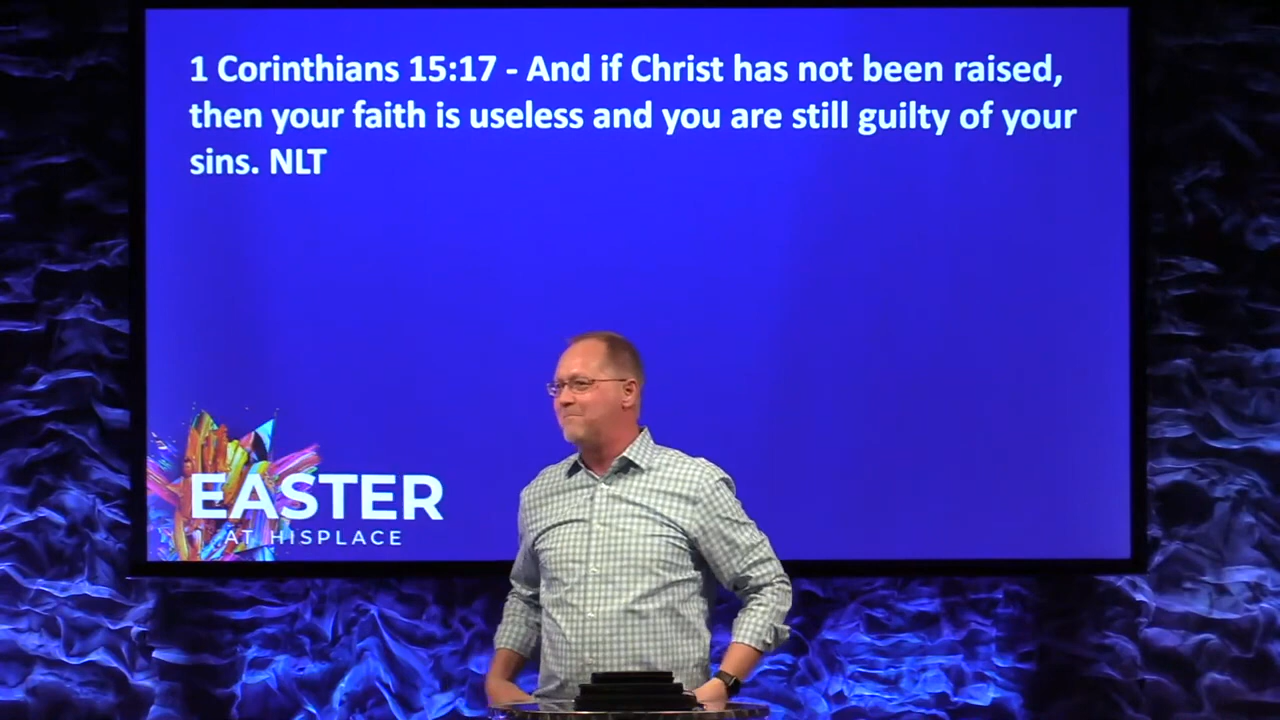 1 Corinthians 15:17 - And if Christ has not been raised,
then your faith is useless and you are still guilty of your
sins. NLT
EASTER
AT HISPLACE